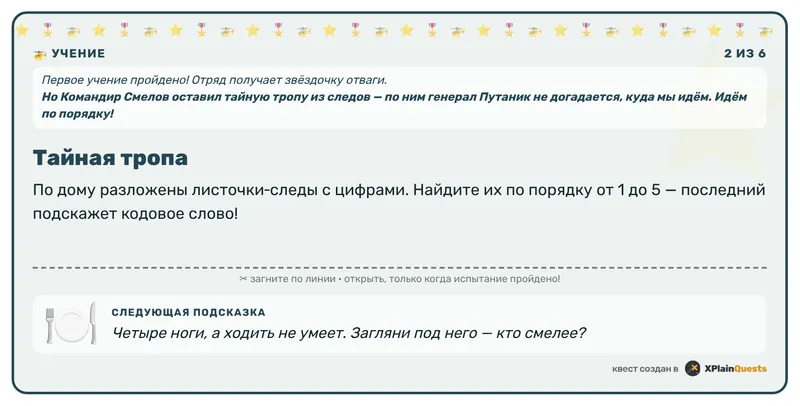 УЧЕНИЕ
2 ИЗ 6
Первое учение пройдено! Отряд получает звёздочку отваги.
Но Командир Смелов оставил тайную тропу из следов — по ним генерал Путаник не догадается, куда мы идём. Идём
по порядку!
Тайная тропа
По дому разложены листочки-следы с цифрами. Найдите их по порядку от 1 до 5 — последний
подскажет кодовое слово!
✂ загните по линии • открыть, только когда испытание пройдено!
СЛЕДУЮЩАЯ ПОДСКАЗКА
Четыре ноги, а ходить не умеет. Загляни под него — кто смелее?
квест создан в XPlainQuests